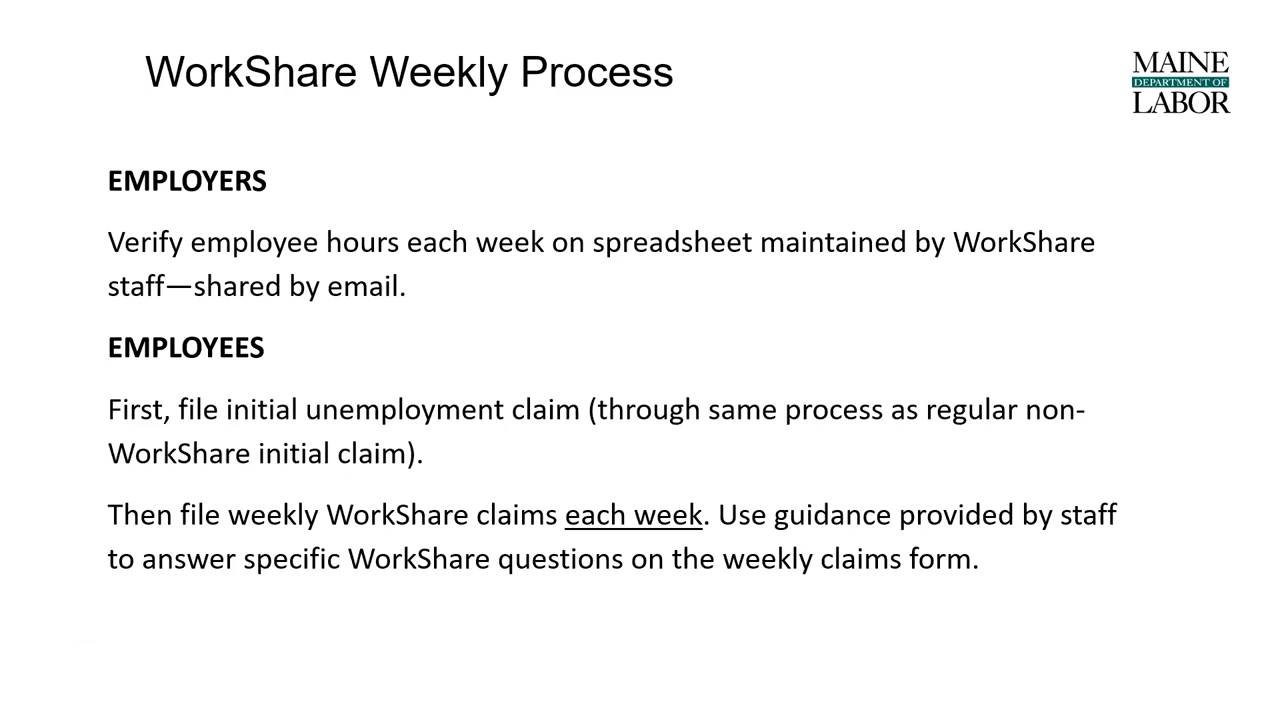 WorkShare Weekly Process
MAINE
DEPARTMENT OF
LABOR
EMPLOYERS
Verify employee hours each week on spreadsheet maintained by WorkShare
staff—shared by email.
EMPLOYEES
First, file initial unemployment claim (through same process as regular non-
WorkShare initial claim).
Then file weekly WorkShare claims each week. Use guidance provided by staff
to answer specific WorkShare questions on the weekly claims form.